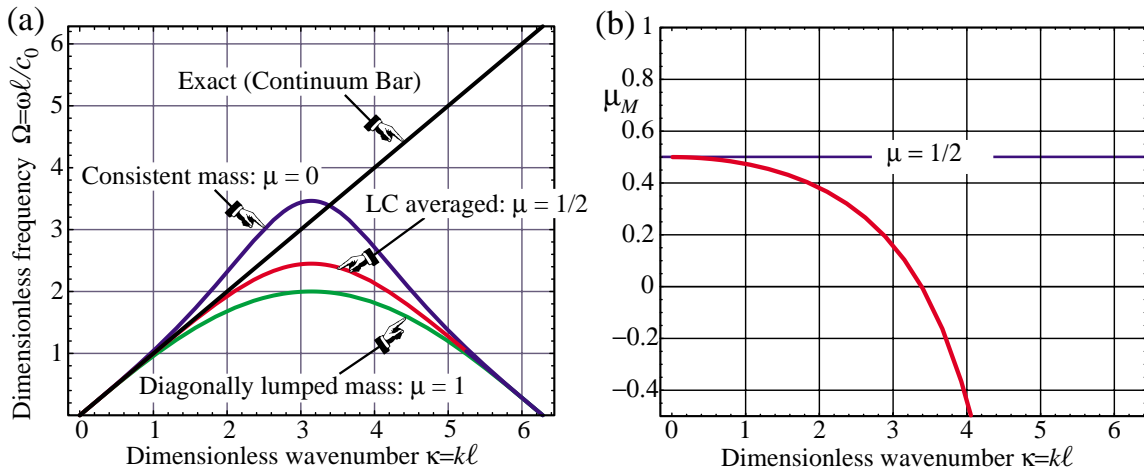 (a)
Dimensionless frequency Ω=ωℓ/c₀
6
5
4
3
2
1
Exact (Continuum Bar)
Consistent mass: μ = 0
LC averaged: μ = 1/2
Diagonally lumped mass: μ = 1
0 1 2 3 4 5 6
Dimensionless wavenumber κ=kℓ
(b)
1
0.8
μ_M
0.6
0.4
0.2
0
−0.2
−0.4
μ = 1/2
0 1 2 3 4 5 6
Dimensionless wavenumber κ=kℓ